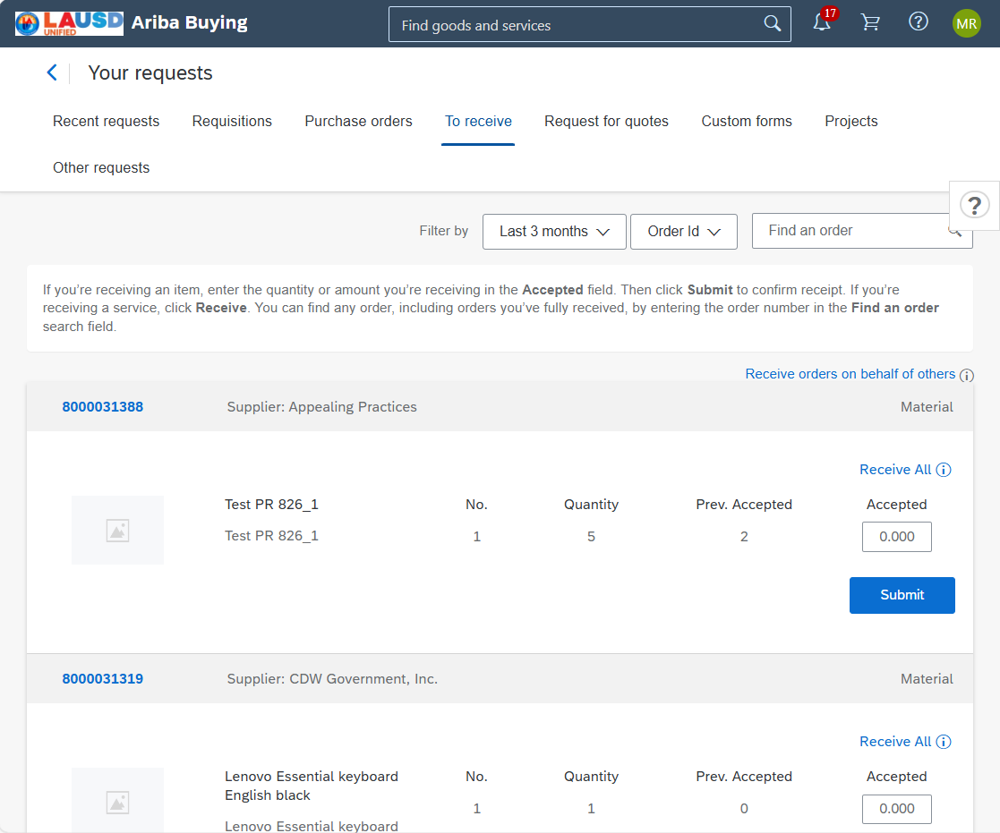 LAUSD UNIFIED Ariba Buying Find goods and services 17 ? MR
Your requests
Recent requests Requisitions Purchase orders To receive Request for quotes Custom forms Projects
Other requests
?
Filter by Last 3 months Order Id Find an order
If you’re receiving an item, enter the quantity or amount you’re receiving in the Accepted field. Then click Submit to confirm receipt. If you’re
receiving a service, click Receive. You can find any order, including orders you’ve fully received, by entering the order number in the Find an order
search field.
Receive orders on behalf of others i
8000031388 Supplier: Appealing Practices Material
Receive All i
Test PR 826_1 No. Quantity Prev. Accepted Accepted
Test PR 826_1 1 5 2 0.000
Submit
8000031319 Supplier: CDW Government, Inc. Material
Receive All i
Lenovo Essential keyboard No. Quantity Prev. Accepted Accepted
English black
1 1 0 0.000
Lenovo Essential keyboard